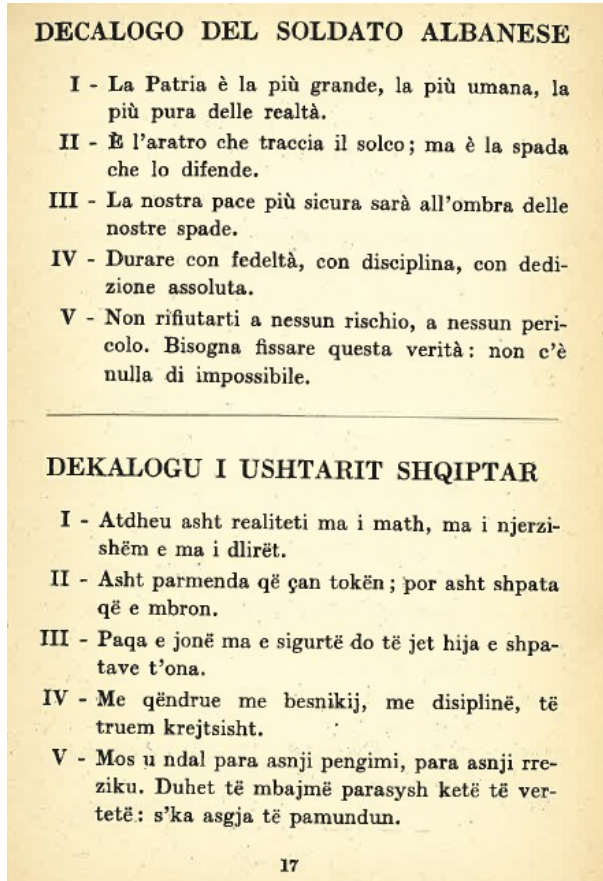 DECALOGO DEL SOLDATO ALBANESE
I - La Patria è la più grande, la più umana, la
più pura delle realtà.
II - È l'aratro che traccia il solco; ma è la spada
che lo difende.
III - La nostra pace più sicura sarà all'ombra delle
nostre spade.
IV - Durare con fedeltà, con disciplina, con dedi-
zione assoluta.
V - Non rifiutarti a nessun rischio, a nessun peri-
colo. Bisogna fissare questa verità: non c'è
nulla di impossibile.
DEKALOGU I USHTARIT SHQIPTAR
I - Atdheu asht realiteti ma i math, ma i njerzi-
shëm e ma i dlirët.
II - Asht parmenda që çan tokën; por asht shpata
që e mbron.
III - Paqa e jonë ma e sigurtë do të jet hija e shpa-
tave t'ona.
IV - Me qëndrue me besnikij, me disiplinë, të
truem krejtsisht.
V - Mos u ndal para asnji pengimi, para asnji rre-
ziku. Duhet të mbajmë parasysh ketë të ver-
tetë: s'ka asgja të pamundun.
17